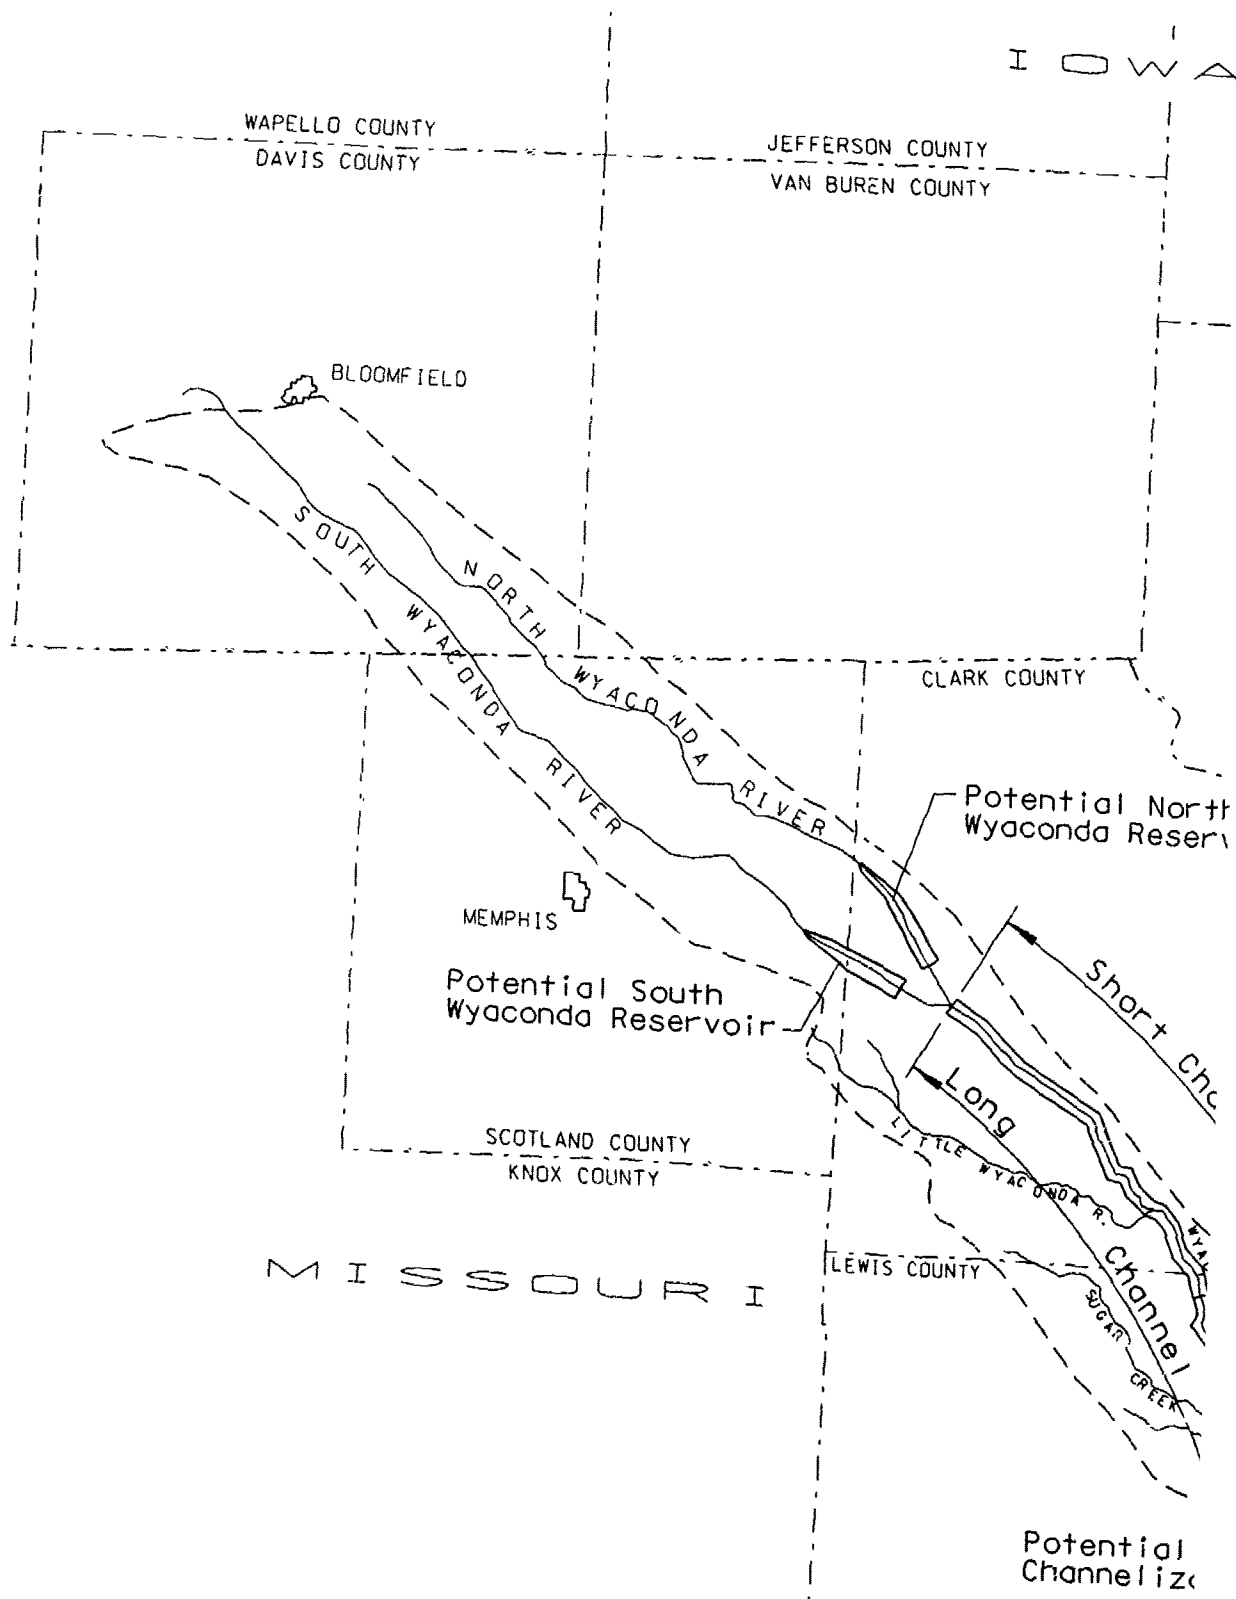 IOWA
WAPELLO COUNTY
DAVIS COUNTY
JEFFERSON COUNTY
VAN BUREN COUNTY
BLOOMFIELD
SOUTH WYACONDA RIVER
NORTH WYACONDA RIVER
CLARK COUNTY
Potential North
Wyaconda Reserv
MEMPHIS
Potential South
Wyaconda Reservoir
Short Cha
Long Channel
LITTLE WYACONDA R.
SCOTLAND COUNTY
KNOX COUNTY
WYA
MISSOURI
LEWIS COUNTY
SUGAR CREEK
Potential
Channeliz